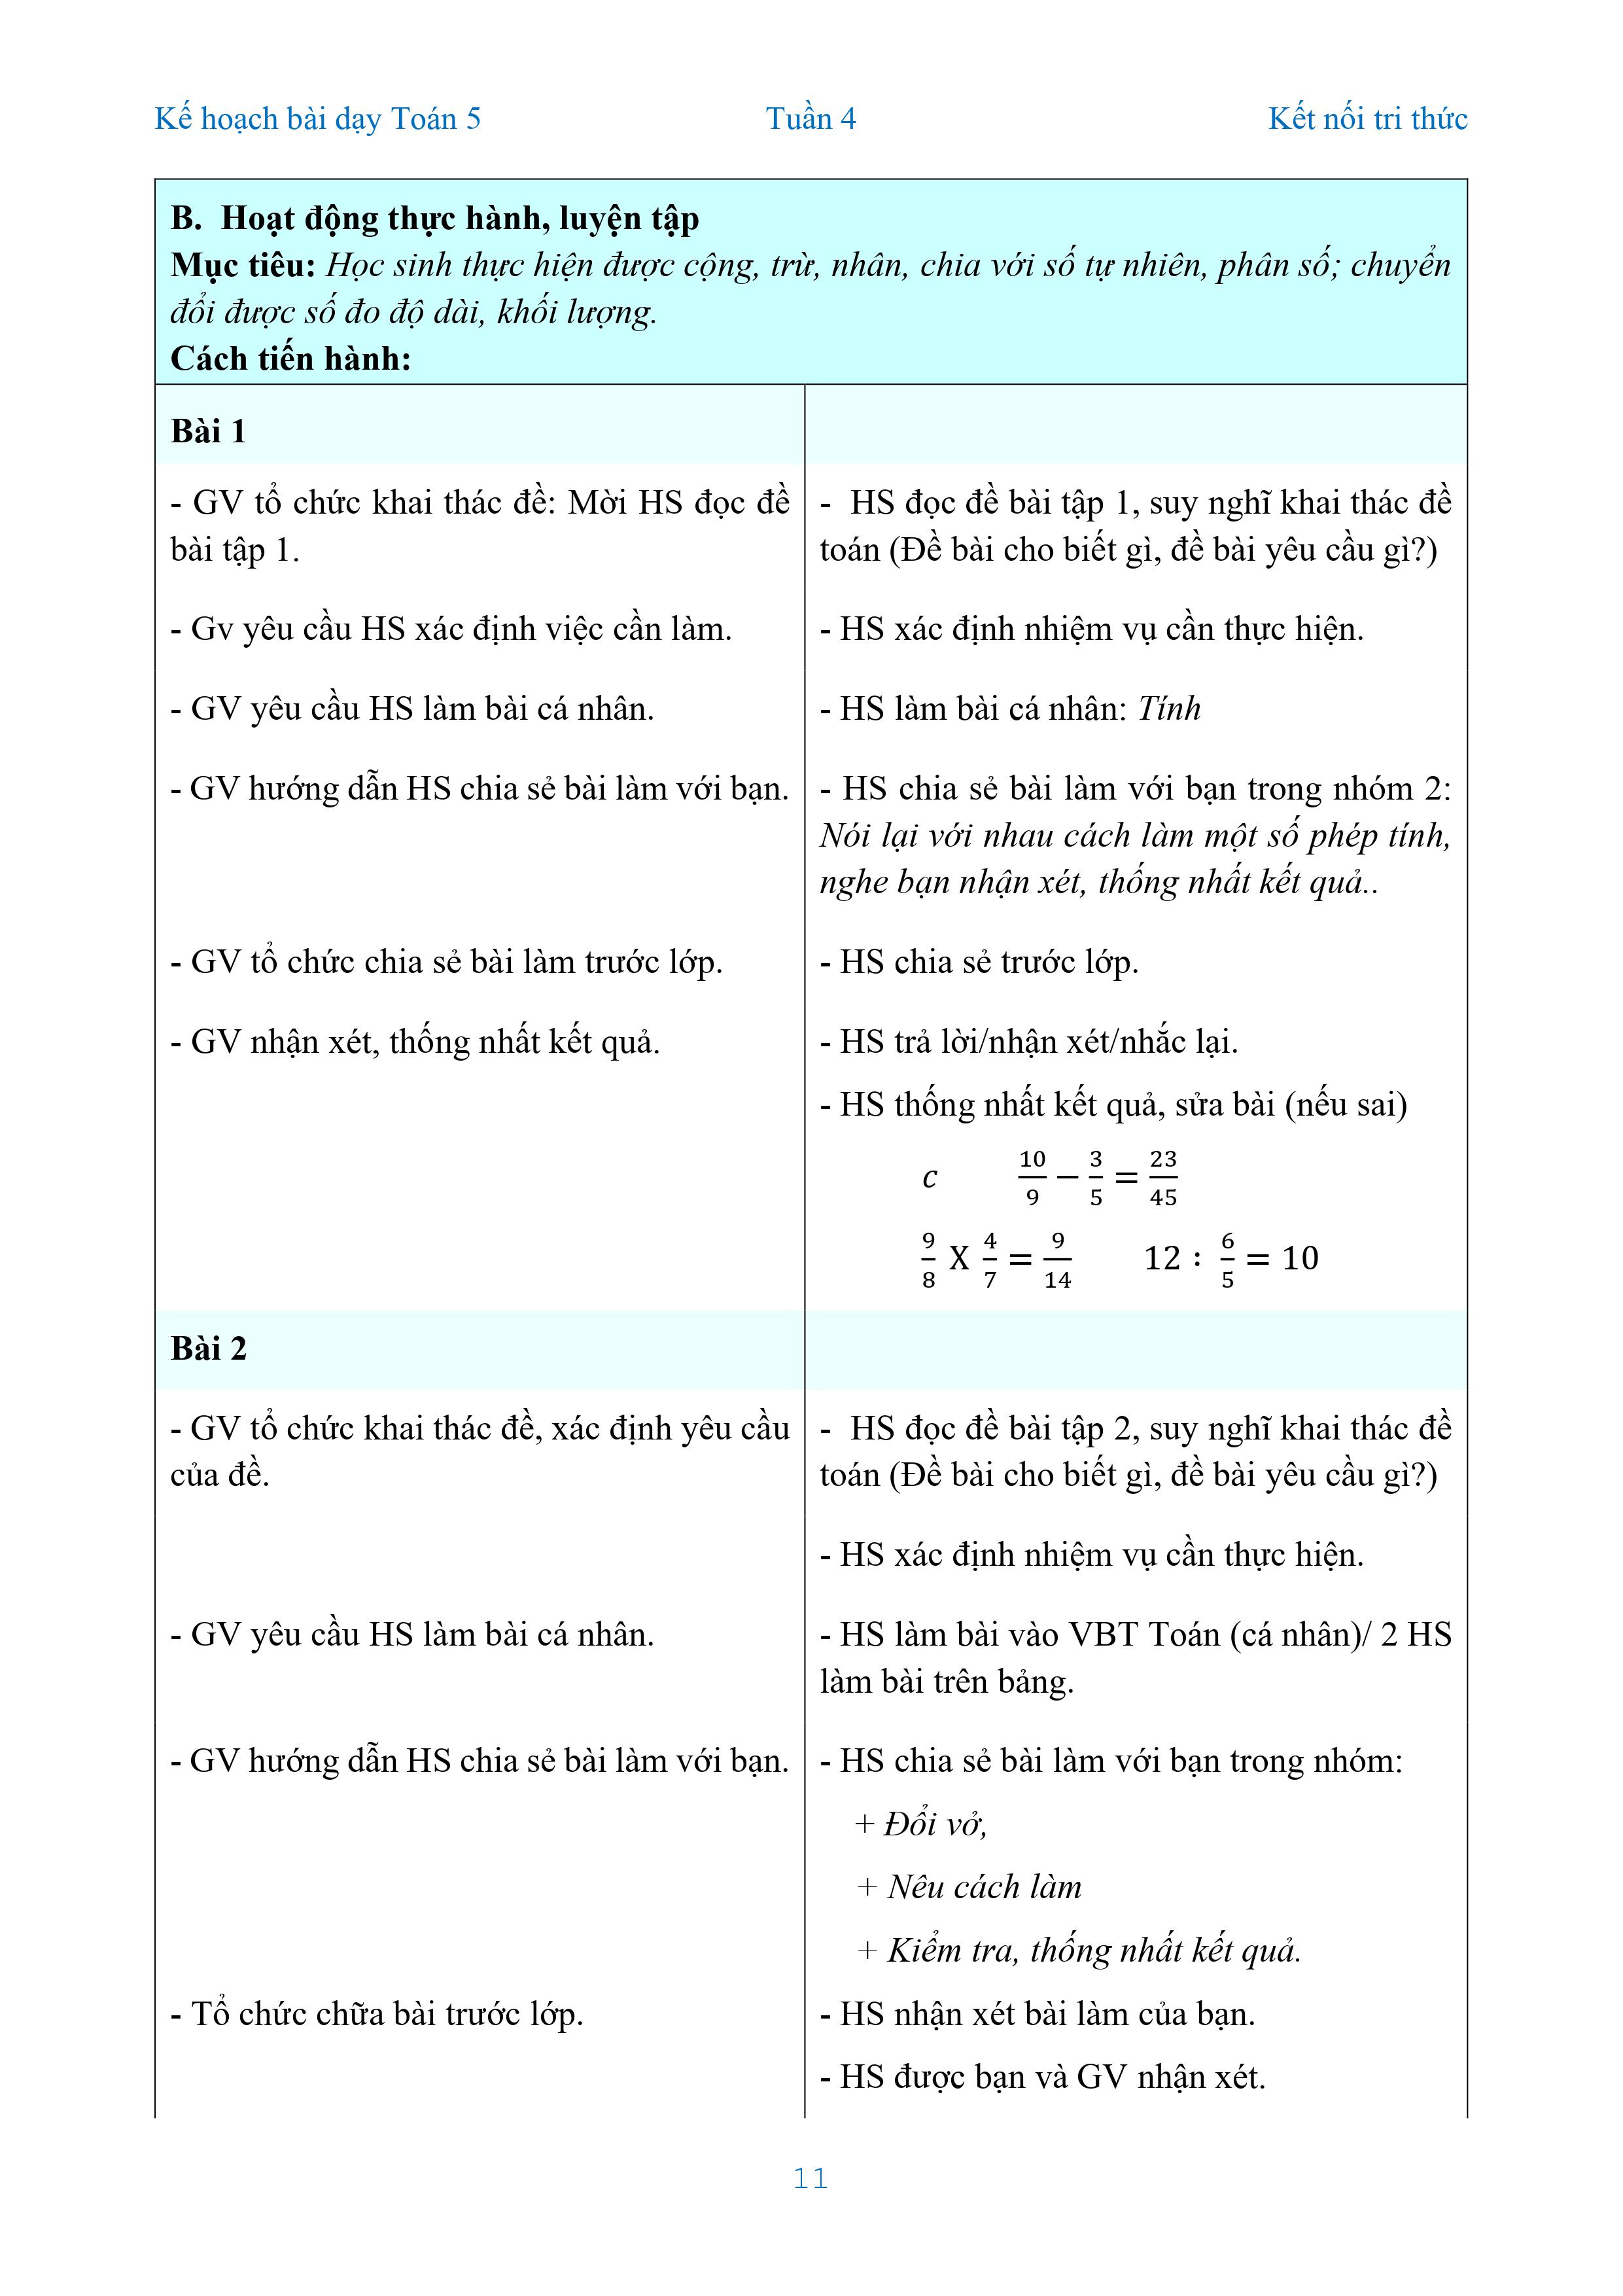 Kế hoạch bài dạy Toán 5 Tuần 4 Kết nối tri thức
B. Hoạt động thực hành, luyện tập
Mục tiêu: Học sinh thực hiện được cộng, trừ, nhân, chia với số tự nhiên, phân số; chuyển
đổi được số đo độ dài, khối lượng.
Cách tiến hành:
Bài 1
- GV tổ chức khai thác đề: Mời HS đọc đề
bài tập 1.
- HS đọc đề bài tập 1, suy nghĩ khai thác đề
toán (Đề bài cho biết gì, đề bài yêu cầu gì?)
- Gv yêu cầu HS xác định việc cần làm.
- HS xác định nhiệm vụ cần thực hiện.
- GV yêu cầu HS làm bài cá nhân.
- HS làm bài cá nhân: Tính
- GV hướng dẫn HS chia sẻ bài làm với bạn.
- HS chia sẻ bài làm với bạn trong nhóm 2:
Nói lại với nhau cách làm một số phép tính,
nghe bạn nhận xét, thống nhất kết quả..
- GV tổ chức chia sẻ bài làm trước lớp.
- HS chia sẻ trước lớp.
- GV nhận xét, thống nhất kết quả.
- HS trả lời/nhận xét/nhắc lại.
- HS thống nhất kết quả, sửa bài (nếu sai)
c 10/9 − 3/5 = 23/45
9/8 X 4/7 = 9/14 12 : 6/5 = 10
Bài 2
- GV tổ chức khai thác đề, xác định yêu cầu
của đề.
- HS đọc đề bài tập 2, suy nghĩ khai thác đề
toán (Đề bài cho biết gì, đề bài yêu cầu gì?)
- HS xác định nhiệm vụ cần thực hiện.
- GV yêu cầu HS làm bài cá nhân.
- HS làm bài vào VBT Toán (cá nhân)/ 2 HS
làm bài trên bảng.
- GV hướng dẫn HS chia sẻ bài làm với bạn.
- HS chia sẻ bài làm với bạn trong nhóm:
+ Đổi vở,
+ Nêu cách làm
+ Kiểm tra, thống nhất kết quả.
- Tổ chức chữa bài trước lớp.
- HS nhận xét bài làm của bạn.
- HS được bạn và GV nhận xét.
11